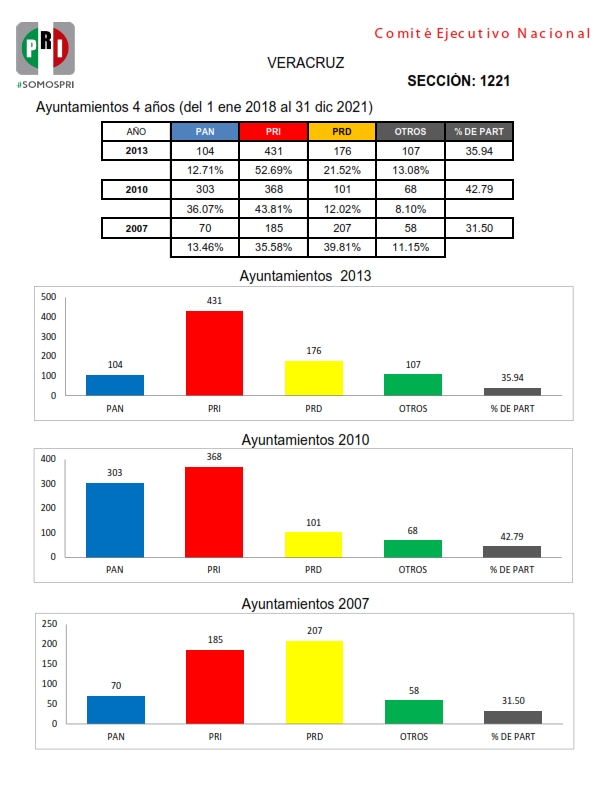 Comité Ejecutivo Nacional
PRI
#SOMOSPRI
VERACRUZ
SECCIÓN: 1221
Ayuntamientos 4 años (del 1 ene 2018 al 31 dic 2021)
AÑO PAN PRI PRD OTROS % DE PART
2013 104 431 176 107 35.94
12.71% 52.69% 21.52% 13.08%
2010 303 368 101 68 42.79
36.07% 43.81% 12.02% 8.10%
2007 70 185 207 58 31.50
13.46% 35.58% 39.81% 11.15%
Ayuntamientos 2013
500
400
300
200
100
0
104 431 176 107 35.94
PAN PRI PRD OTROS % DE PART
Ayuntamientos 2010
400
300
200
100
0
303 368 101 68 42.79
PAN PRI PRD OTROS % DE PART
Ayuntamientos 2007
250
200
150
100
50
0
70 185 207 58 31.50
PAN PRI PRD OTROS % DE PART